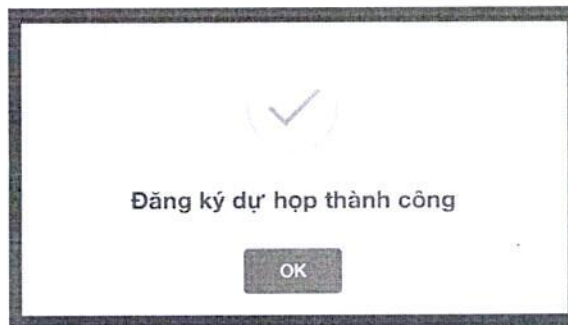 Đăng ký dự họp thành công
OK